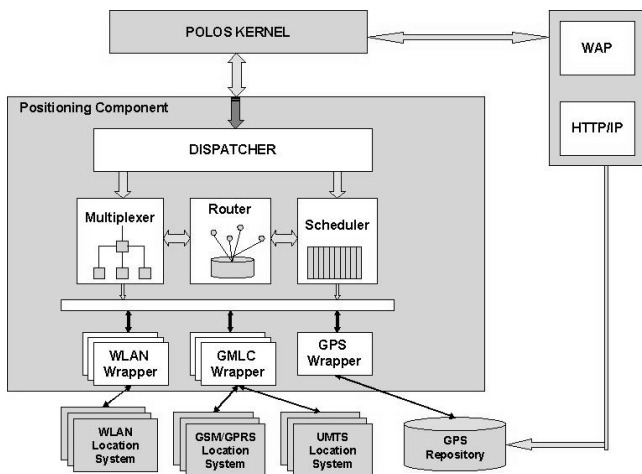 POLOS KERNEL
WAP
HTTP/IP
Positioning Component
DISPATCHER
Multiplexer
Router
Scheduler
WLAN
Wrapper
GMLC
Wrapper
GPS
Wrapper
WLAN
Location
System
GSM/GPRS
Location
System
UMTS
Location
System
GPS
Repository